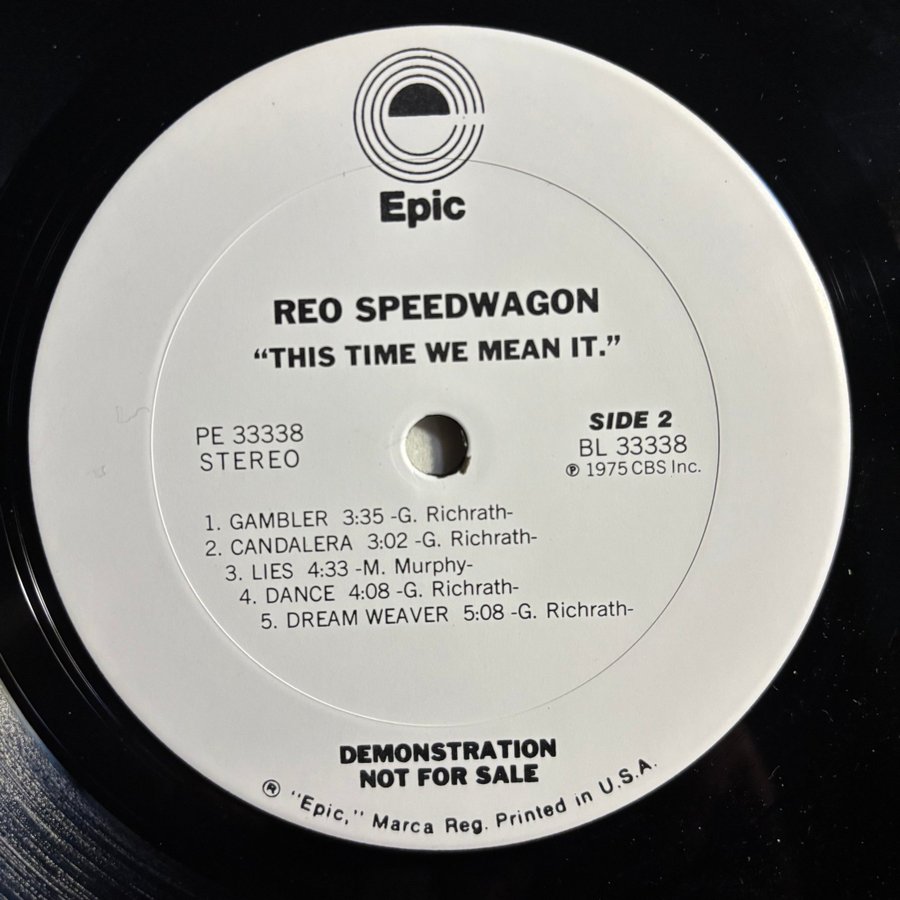 Epic
REO SPEEDWAGON
“THIS TIME WE MEAN IT.”
PE 33338
STEREO
SIDE 2
BL 33338
℗ 1975 CBS Inc.
1. GAMBLER 3:35 -G. Richrath-
2. CANDALERA 3:02 -G. Richrath-
3. LIES 4:33 -M. Murphy-
4. DANCE 4:08 -G. Richrath-
5. DREAM WEAVER 5:08 -G. Richrath-
DEMONSTRATION
NOT FOR SALE
® "Epic," Marca Reg. Printed in U.S.A.